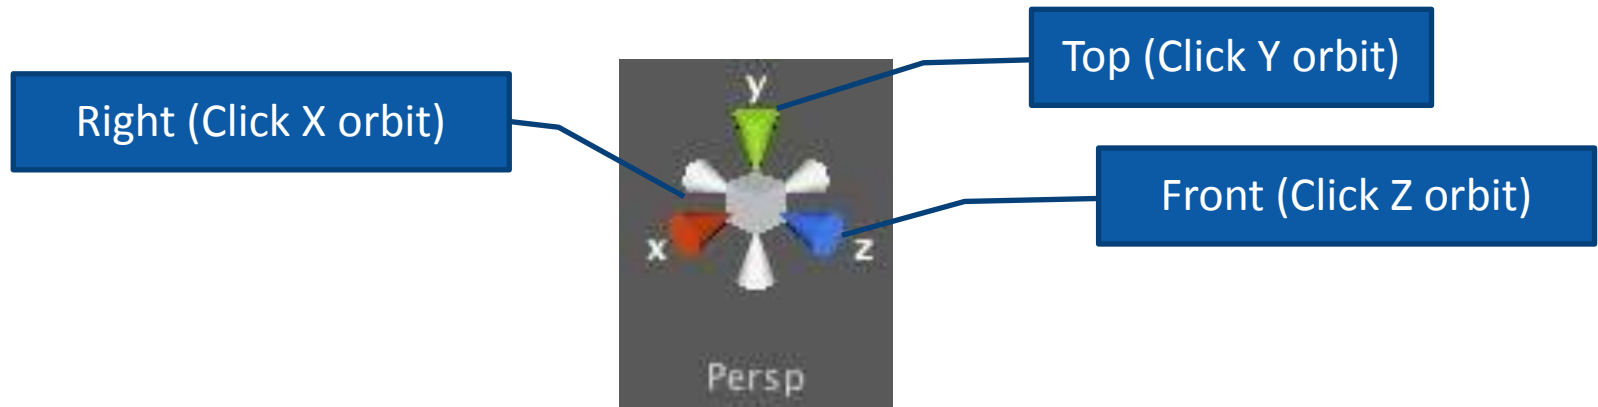 Top (Click Y orbit)
Right (Click X orbit)
y
Front (Click Z orbit)
x
z
Persp